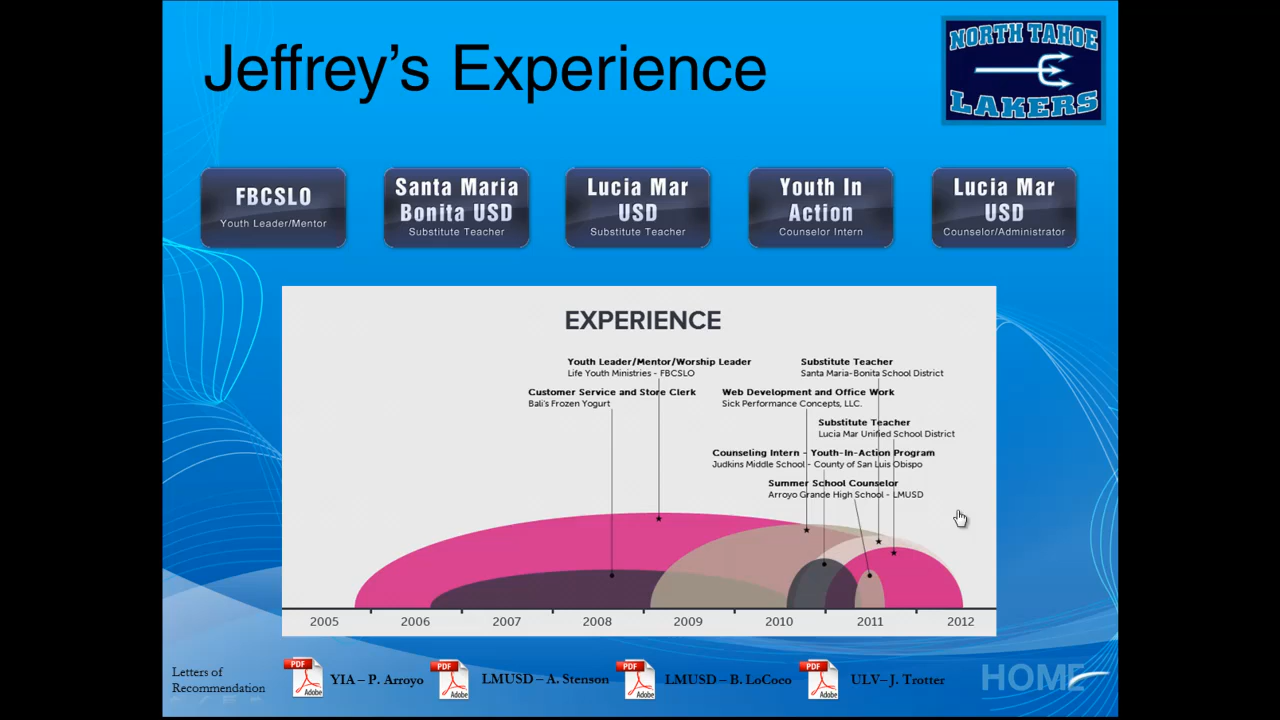 Jeffrey's Experience
NORTH TAHOE
LAKERS
FBCSLO
Youth Leader/Mentor
Santa Maria
Bonita USD
Substitute Teacher
Lucia Mar
USD
Substitute Teacher
Youth In
Action
Counselor Intern
Lucia Mar
USD
Counselor/Administrator
EXPERIENCE
Youth Leader/Mentor/Worship Leader
Life Youth Ministries - FBCSLO
Substitute Teacher
Santa Maria-Bonita School District
Customer Service and Store Clerk
Bali's Frozen Yogurt
Web Development and Office Work
Sick Performance Concepts, LLC.
Substitute Teacher
Lucia Mar Unified School District
Counseling Intern - Youth-In-Action Program
Judkins Middle School - County of San Luis Obispo
Summer School Counselor
Arroyo Grande High School - LMUSD
2005 2006 2007 2008 2009 2010 2011 2012
Letters of
Recommendation
PDF
Adobe
YIA – P. Arroyo
PDF
Adobe
LMUSD – A. Stenson
PDF
Adobe
LMUSD – B. LoCoco
PDF
Adobe
ULV– J. Trotter
HOME